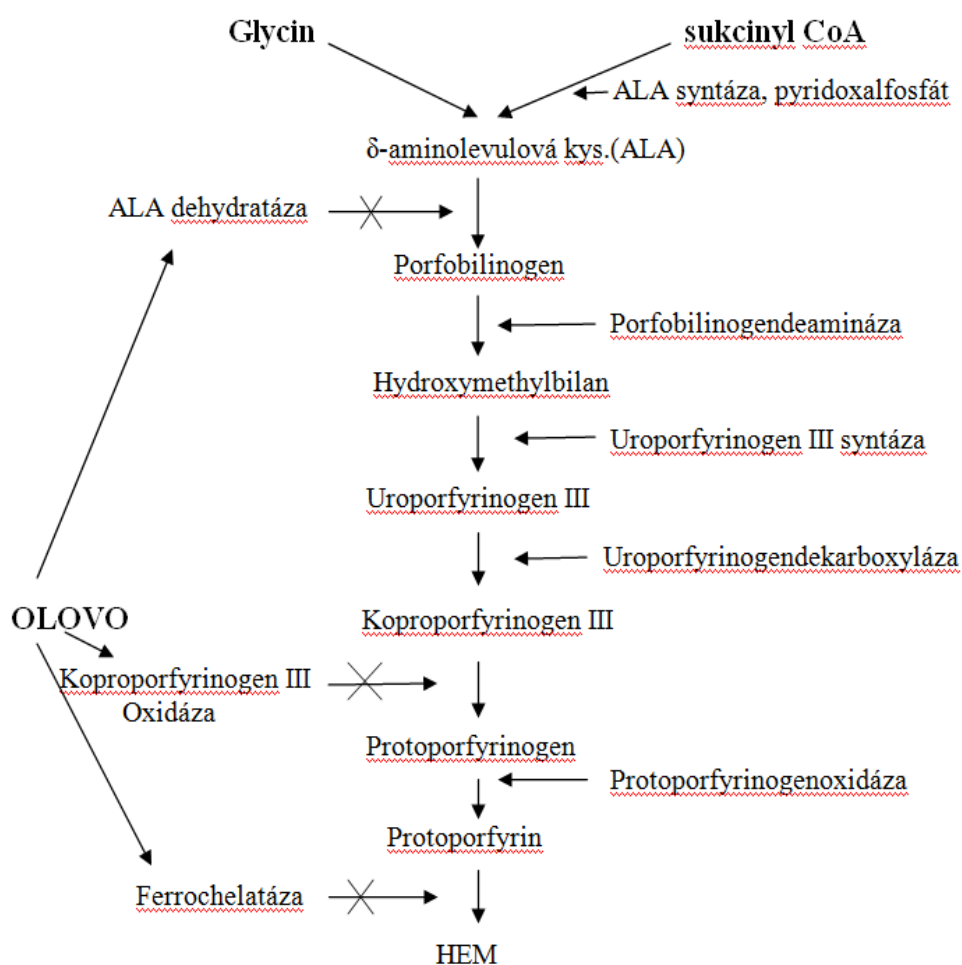 Glycin
sukcinyl CoA
ALA syntáza, pyridoxalfosfát
δ-aminolevulová kys.(ALA)
ALA dehydratáza
Porfobilinogen
Porfobilinogendeamináza
Hydroxymethylbilan
Uroporfyrinogen III syntáza
Uroporfyrinogen III
Uroporfyrinogendekarboxyláza
OLOVO
Koproporfyrinogen III
Koproporfyrinogen III
Oxidáza
Protoporfyrinogen
Protoporfyrinogenoxidáza
Protoporfyrin
Ferrochelatáza
HEM